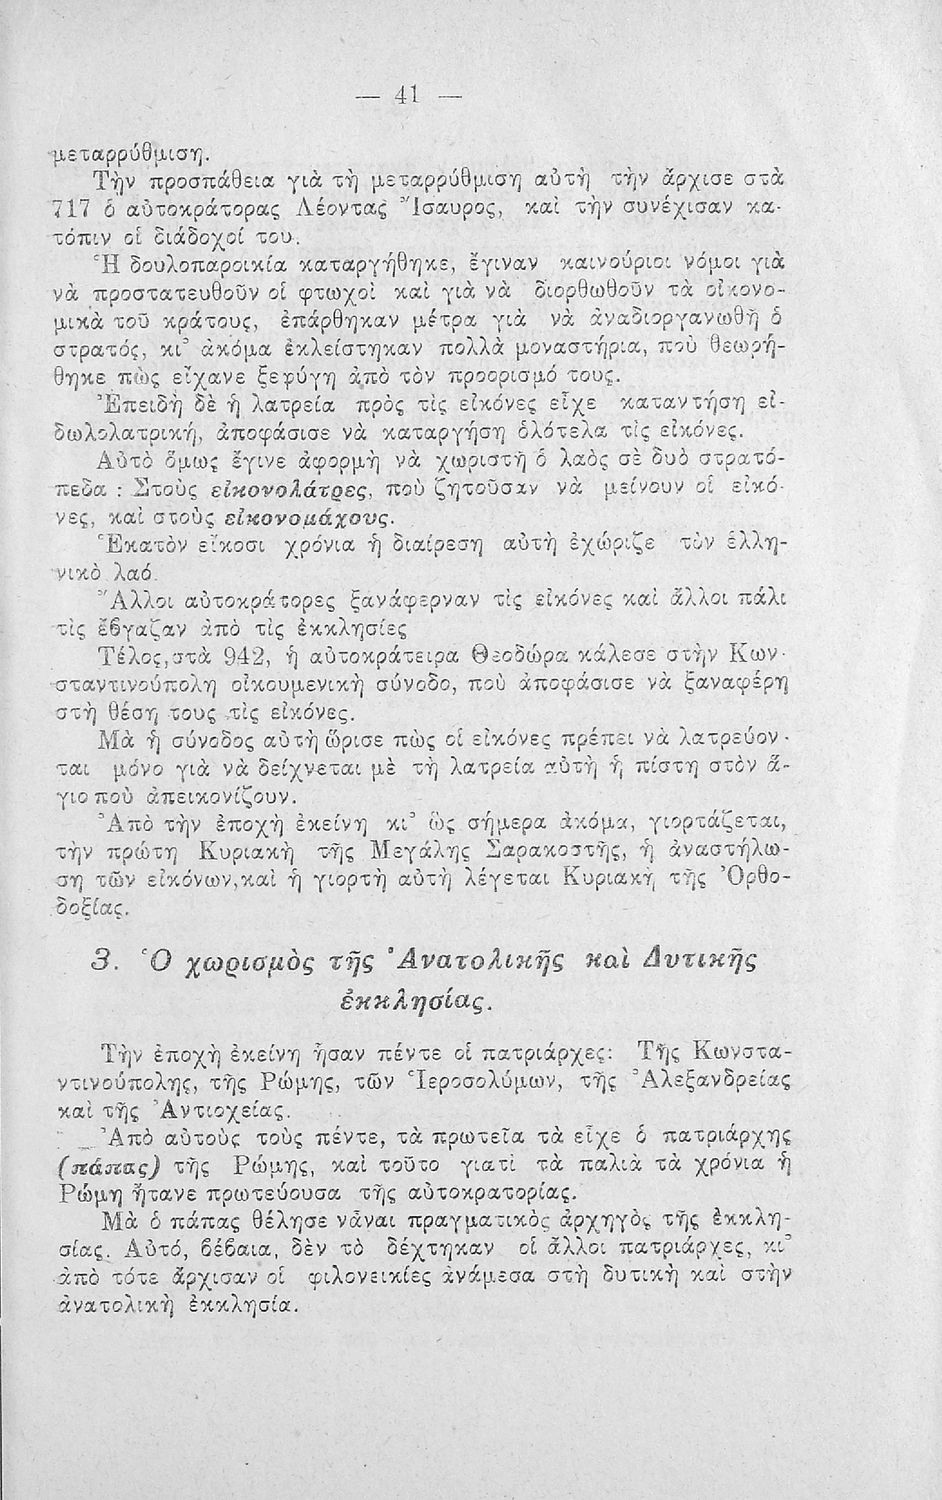 — 41 —
μεταρρύθμιση.
Τὴν προσπάθεια γιὰ τὴ μεταρρύθμιση αὐτὴ τὴν ἄρχισε στὰ
717 ὁ αὐτοκράτορας Λέοντας Ἴσαυρος, καὶ τὴν συνέχισαν κα-
τόπιν οἱ διάδοχοί του.
Ἡ δουλοπαροικία καταργήθηκε, ἔγιναν καινούριοι νόμοι γιὰ
νὰ προστατευθοῦν οἱ φτωχοὶ καὶ γιὰ νὰ διορθωθοῦν τὰ οἰκονο-
μικὰ τοῦ κράτους, ἐπάρθηκαν μέτρα γιὰ νὰ ἀναδιοργανωθῆ ὁ
στρατός, κι᾽ ἀκόμα ἐκλείστηκαν πολλὰ μοναστήρια, ποὺ θεωρή-
θηκε πὼς εἴχανε ξεφύγη ἀπὸ τὸν προορισμό τους.
Ἐπειδὴ δὲ ἡ λατρεία πρὸς τὶς εἰκόνες εἶχε καταντήση εἰ-
δωλολατρική, ἀποφάσισε νὰ καταργήση ὁλότελα τὶς εἰκόνες.
Αὐτὸ ὅμως ἔγινε ἀφορμὴ νὰ χωριστῆ ὁ λαὸς σὲ δυὸ στρατό-
πεδα : Στοὺς εἰκονολάτρες, ποὺ ζητοῦσαν νὰ μείνουν οἱ εἰκό-
νες, καὶ στοὺς εἰκονομάχους.
Ἑκατὸν εἴκοσι χρόνια ἡ διαίρεση αὐτὴ ἐχώριζε τὸν ἑλλη-
νικὸ λαό.
Ἄλλοι αὐτοκράτορες ξανάφερναν τὶς εἰκόνες καὶ ἄλλοι πάλι
τὶς ἔβγαζαν ἀπὸ τὶς ἐκκλησίες
Τέλος, στὰ 942, ἡ αὐτοκράτειρα Θεοδώρα κάλεσε στὴν Κων-
σταντινούπολη οἰκουμενικὴ σύνοδο, ποὺ ἀποφάσισε νὰ ξαναφέρη
στὴ θέση τους τὶς εἰκόνες.
Μὰ ἡ σύνοδος αὐτὴ ὥρισε πὼς οἱ εἰκόνες πρέπει νὰ λατρεύον-
ται μόνο γιὰ νὰ δείχνεται μὲ τὴ λατρεία αὐτὴ ἡ πίστη στὸν ἅ-
γιο ποὺ ἀπεικονίζουν.
Ἀπὸ τὴν ἐποχὴ ἐκείνη κι᾽ ὣς σήμερα ἀκόμα, γιορτάζεται,
τὴν πρώτη Κυριακὴ τῆς Μεγάλης Σαρακοστῆς, ἡ ἀναστήλω-
ση τῶν εἰκόνων, καὶ ἡ γιορτὴ αὐτὴ λέγεται Κυριακὴ τῆς Ὀρθο-
δοξίας.
3. Ὁ χωρισμὸς τῆς Ἀνατολικῆς καὶ Δυτικῆς
ἐκκλησίας.
Τὴν ἐποχὴ ἐκείνη ἦσαν πέντε οἱ πατριάρχες: Τῆς Κωνστα-
ντινούπολης, τῆς Ρώμης, τῶν Ἱεροσολύμων, τῆς Ἀλεξανδρείας
καὶ τῆς Ἀντιοχείας.
Ἀπὸ αὐτοὺς τοὺς πέντε, τὰ πρωτεῖα τὰ εἶχε ὁ πατριάρχης
(πάπας) τῆς Ρώμης, καὶ τοῦτο γιατὶ τὰ παλιὰ τὰ χρόνια ἡ
Ρώμη ἤτανε πρωτεύουσα τῆς αὐτοκρατορίας.
Μὰ ὁ πάπας θέλησε νἆναι πραγματικὸς ἀρχηγὸς τῆς ἐκκλη-
σίας. Αὐτό, βέβαια, δὲν τὸ δέχτηκαν οἱ ἄλλοι πατριάρχες, κι᾽
ἀπὸ τότε ἄρχισαν οἱ φιλονεικίες ἀνάμεσα στὴ δυτικὴ καὶ στὴν
ἀνατολικὴ ἐκκλησία.